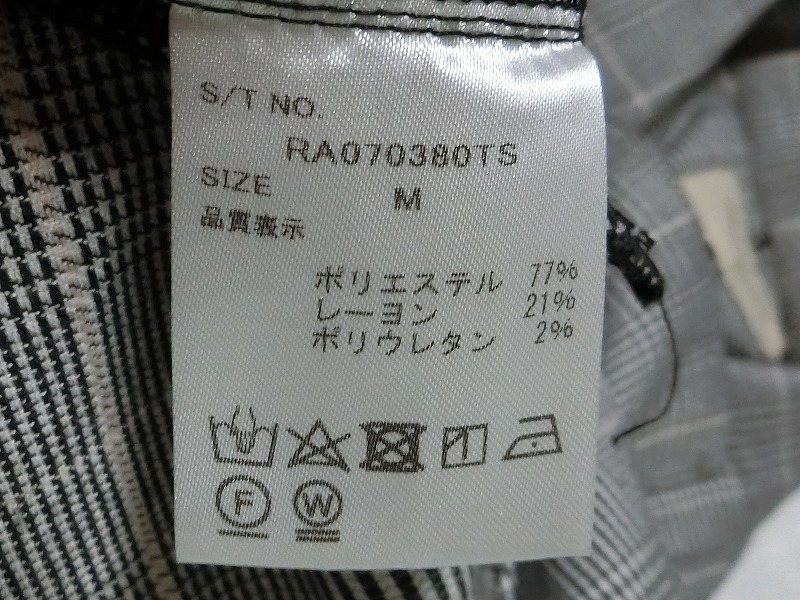 S/T NO.
RA070380TS
SIZE
M
品質表示
ポリエステル 77%
レーヨン 21%
ポリウレタン 2%
F W